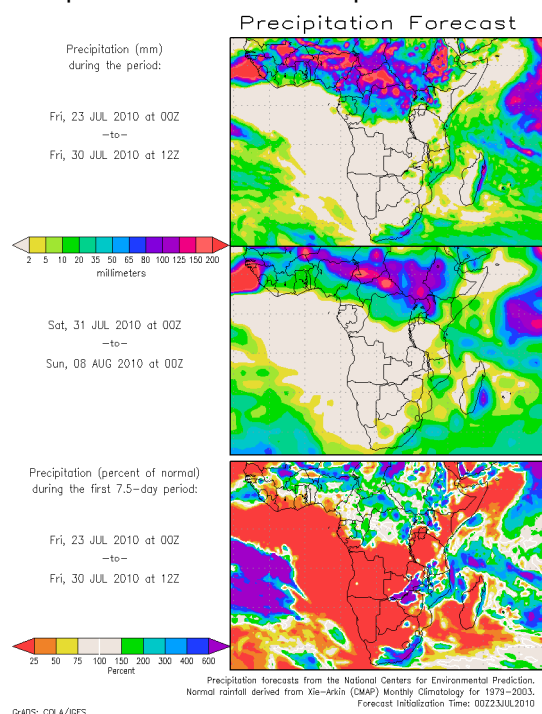 Precipitation Forecast
Precipitation (mm)
during the period:
Fri, 23 JUL 2010 at 00Z
—to—
Fri, 30 JUL 2010 at 12Z
2 5 10 20 35 50 65 80 100 125 150 200
millimeters
Sat, 31 JUL 2010 at 00Z
—to—
Sun, 08 AUG 2010 at 00Z
Precipitation (percent of normal)
during the first 7.5-day period:
Fri, 23 JUL 2010 at 00Z
—to—
Fri, 30 JUL 2010 at 12Z
25 50 75 100 200 300 400 600
Percent
Precipitation forecasts from the National Centers for Environmental Prediction.
Normal rainfall derived from Xie-Arkin (CMAP) Monthly Climatology for 1979-2003.
Forecast Initialization Time: 00Z23JUL2010
GrADS: COLA/IGES